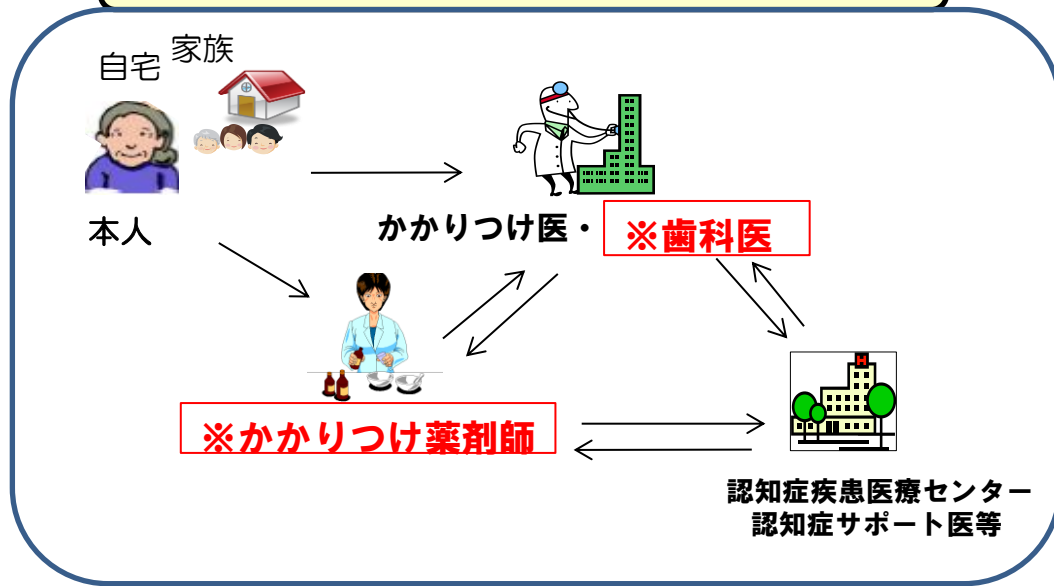 自宅 家族
本人
かかりつけ医・ ※歯科医
※かかりつけ薬剤師
H
認知症疾患医療センター
認知症サポート医等